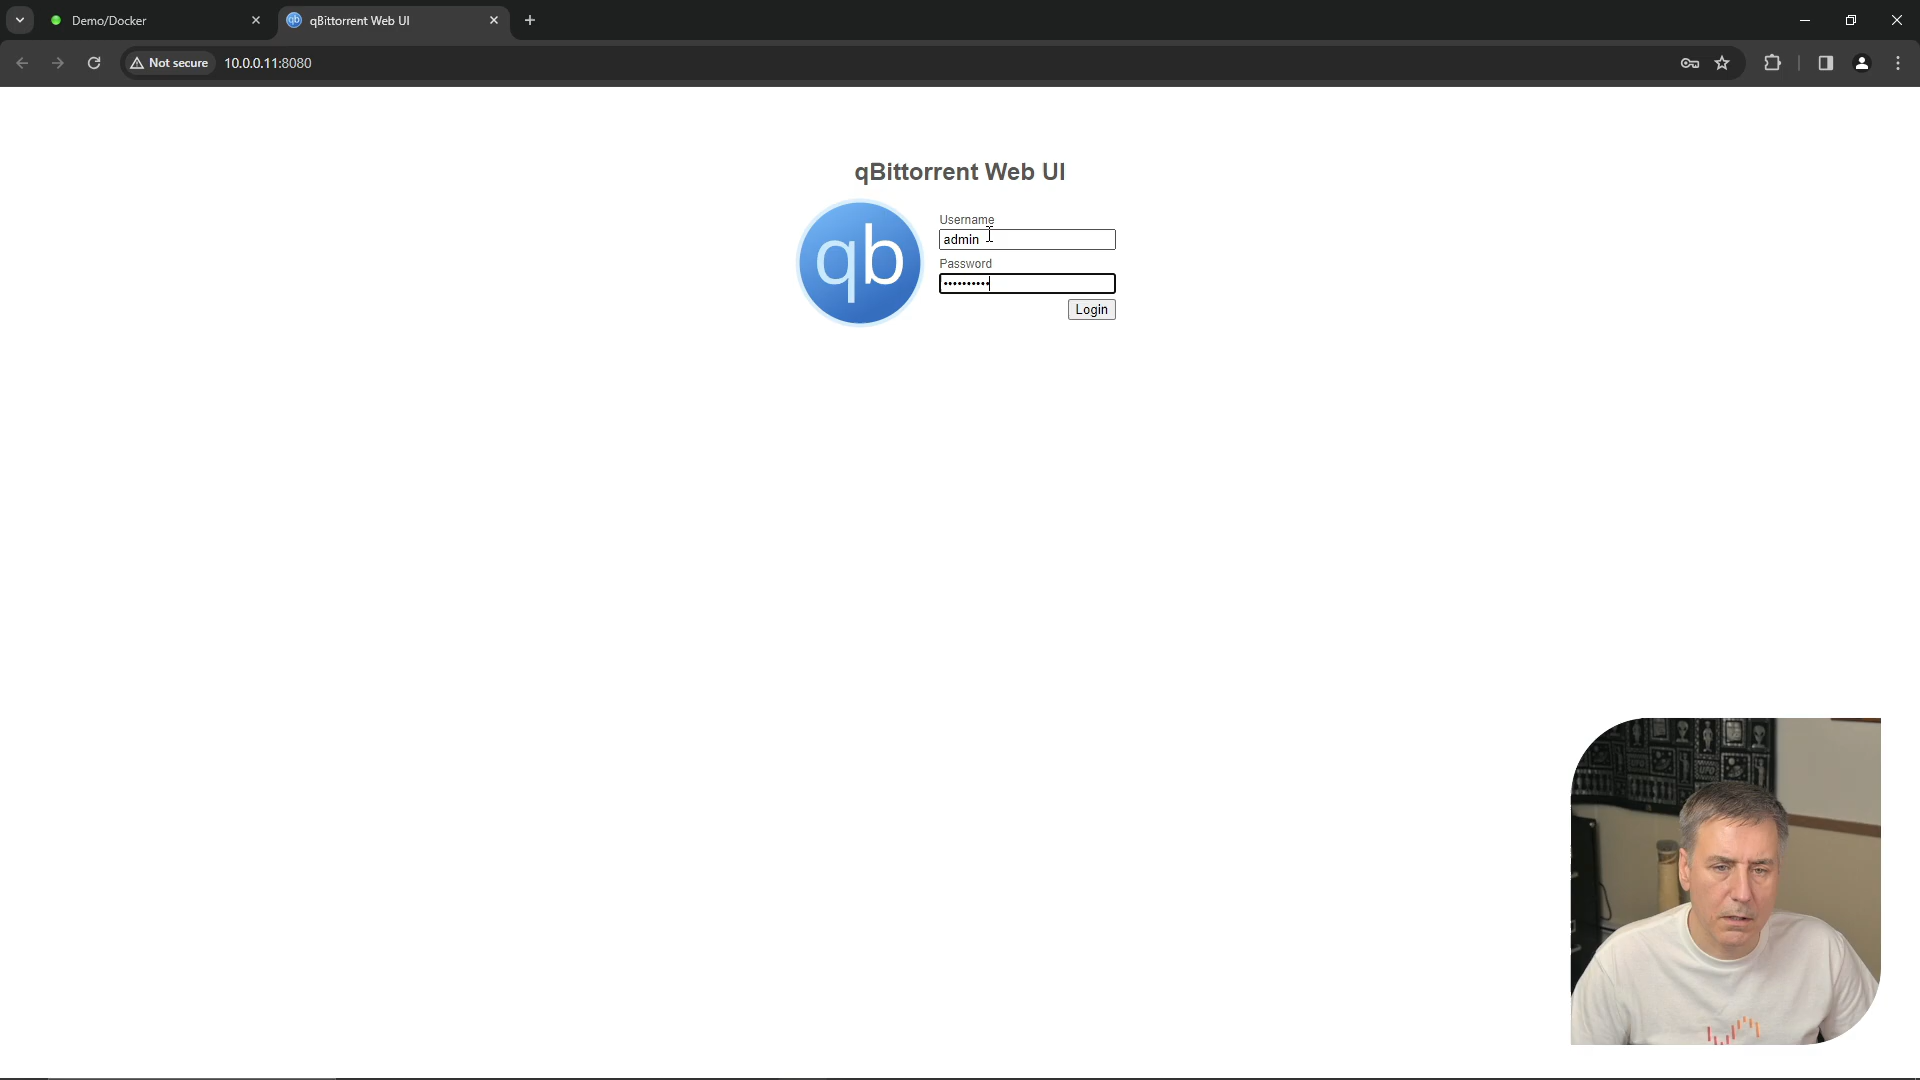 Demo/Docker
qBittorrent Web UI
Not secure
10.0.0.11:8080
qBittorrent Web UI
qb
Username
admin
Password
••••••••••
Login